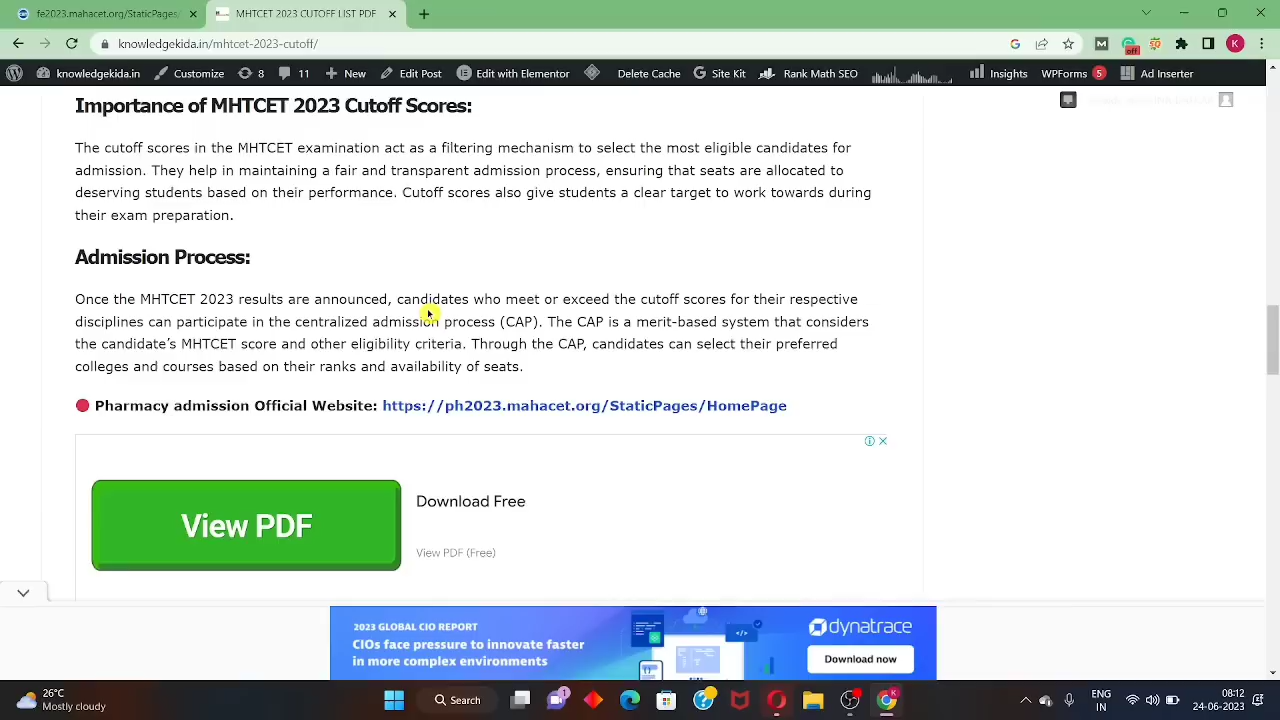 fe2023.mahacet.org/StaticPages/
MHTCET 2023 CUTOFF LIST PDF
knowledgekida.in/mhtcet-2023-cutoff/
off
K
knowledgekida.in Customize 8 11 New Edit Post Edit with Elementor Delete Cache Site Kit Rank Math SEO Insights WPForms 5 Ad Inserter
Importance of MHTCET 2023 Cutoff Scores:
The cutoff scores in the MHTCET examination act as a filtering mechanism to select the most eligible candidates for
admission. They help in maintaining a fair and transparent admission process, ensuring that seats are allocated to
deserving students based on their performance. Cutoff scores also give students a clear target to work towards during
their exam preparation.
Admission Process:
Once the MHTCET 2023 results are announced, candidates who meet or exceed the cutoff scores for their respective
disciplines can participate in the centralized admission process (CAP). The CAP is a merit-based system that considers
the candidate's MHTCET score and other eligibility criteria. Through the CAP, candidates can select their preferred
colleges and courses based on their ranks and availability of seats.
Pharmacy admission Official Website: https://ph2023.mahacet.org/StaticPages/HomePage
View PDF
Download Free
View PDF (Free)
2023 GLOBAL CIO REPORT
CIOs face pressure to innovate faster
in more complex environments
dynatrace
Download now
26°C
Mostly cloudy
Search
ENG
IN
08:12
24-06-2023